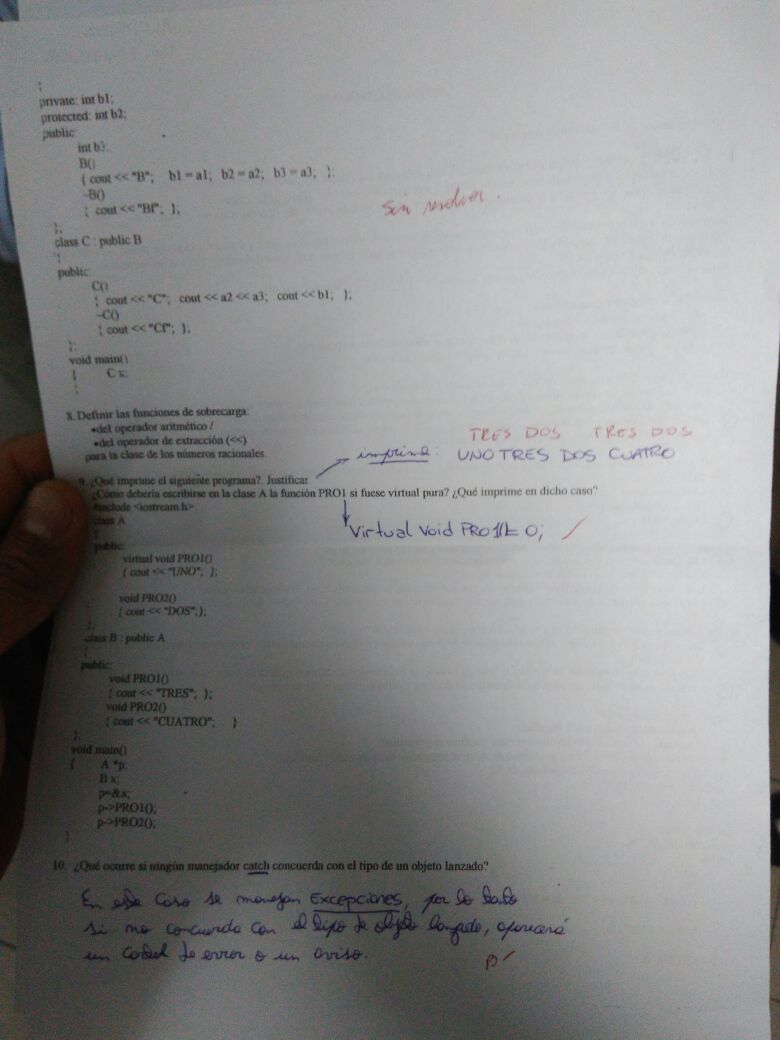 {
private: int b1;
protected: int b2;
public:
int b3;
B()
{ cout << "B"; b1 = a1; b2 = a2; b3 = a3; };
~B()
{ cout << "Bf"; };
};
Sin resolver.
class C : public B
{
public:
C()
{ cout << "C"; cout << a2 << a3; cout << b1; };
~C()
{ cout << "Cf"; };
};
void main()
{ C x;
}
8. Definir las funciones de sobrecarga:
•del operador aritmético /
•del operador de extracción (<<)
para la clase de los números racionales.
TRES DOS TRES DOS
imprime: UNO TRES DOS CUATRO
9. ¿Qué imprime el siguiente programa?. Justificar
¿Cómo debería escribirse en la clase A la función PRO1 si fuese virtual pura? ¿Qué imprime en dicho caso?
Virtual Void PRO1()= 0;
#include <iostream.h>
class A
{
public:
virtual void PRO1()
{ cout << "UNO"; };
void PRO2()
{ cout << "DOS"; };
};
class B : public A
{
public:
void PRO1()
{ cout << "TRES"; };
void PRO2()
{ cout << "CUATRO"; }
};
void main()
{ A *p;
B x;
p=&x;
p->PRO1();
p->PRO2();
}
10. ¿Qué ocurre si ningún manejador catch concuerda con el tipo de un objeto lanzado?
En este caso se manejan Excepciones, por lo tanto
si no concuerda con el tipo de objeto lanzado, aparecerá
un cartel de error o un aviso.